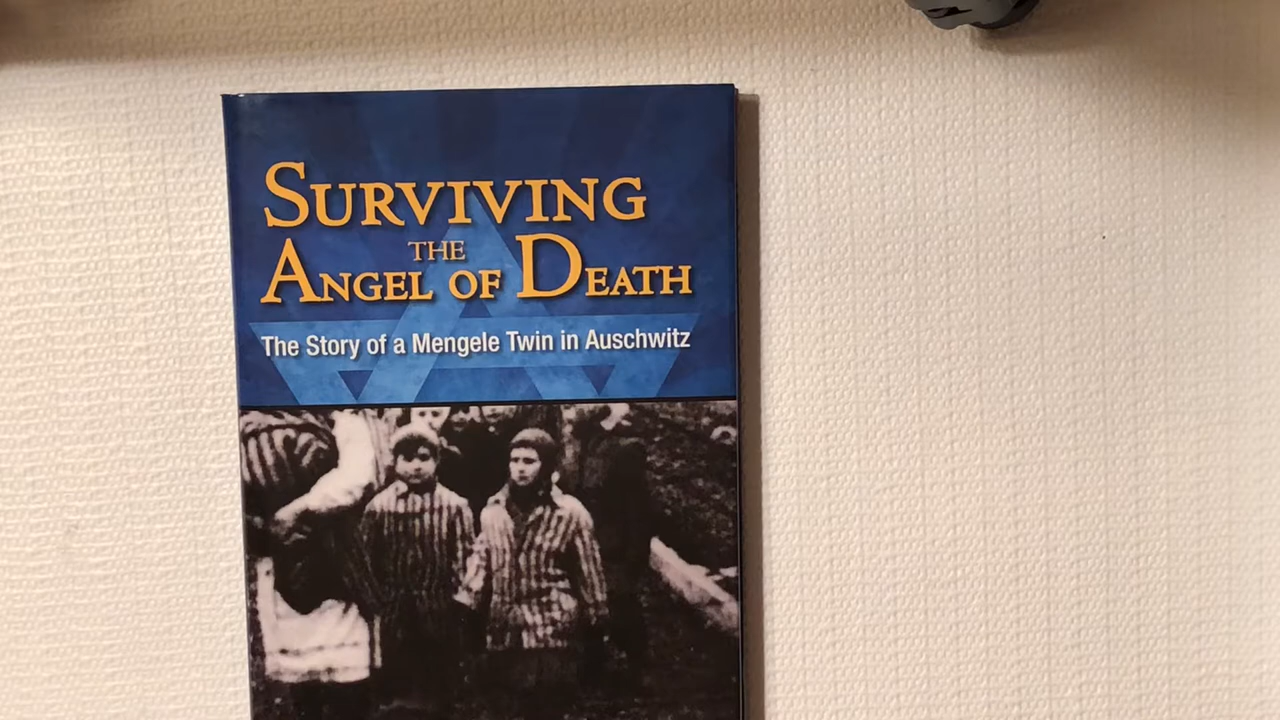 SURVIVING
THE
ANGEL OF DEATH
The Story of a Mengele Twin in Auschwitz